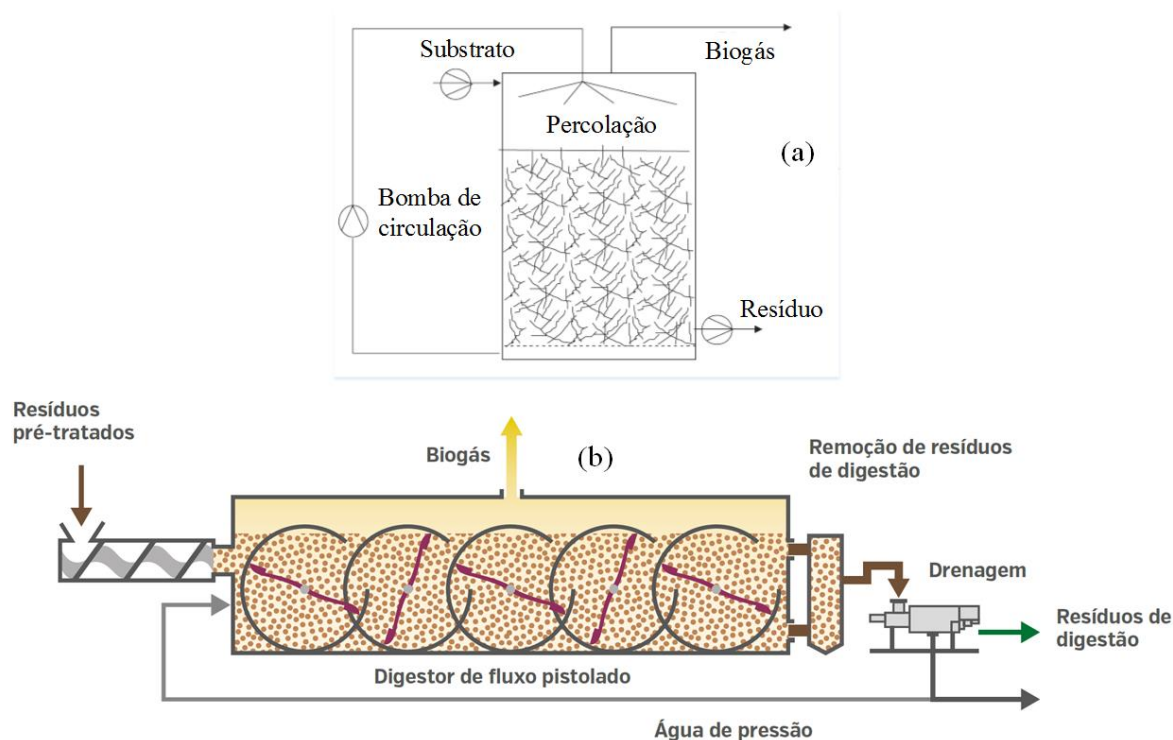 Substrato
Biogás
Percolação
(a)
Bomba de
circulação
Resíduo
Resíduos
pré-tratados
Biogás
(b)
Remoção de resíduos
de digestão
Drenagem
Resíduos de
digestão
Digestor de fluxo pistolado
Água de pressão